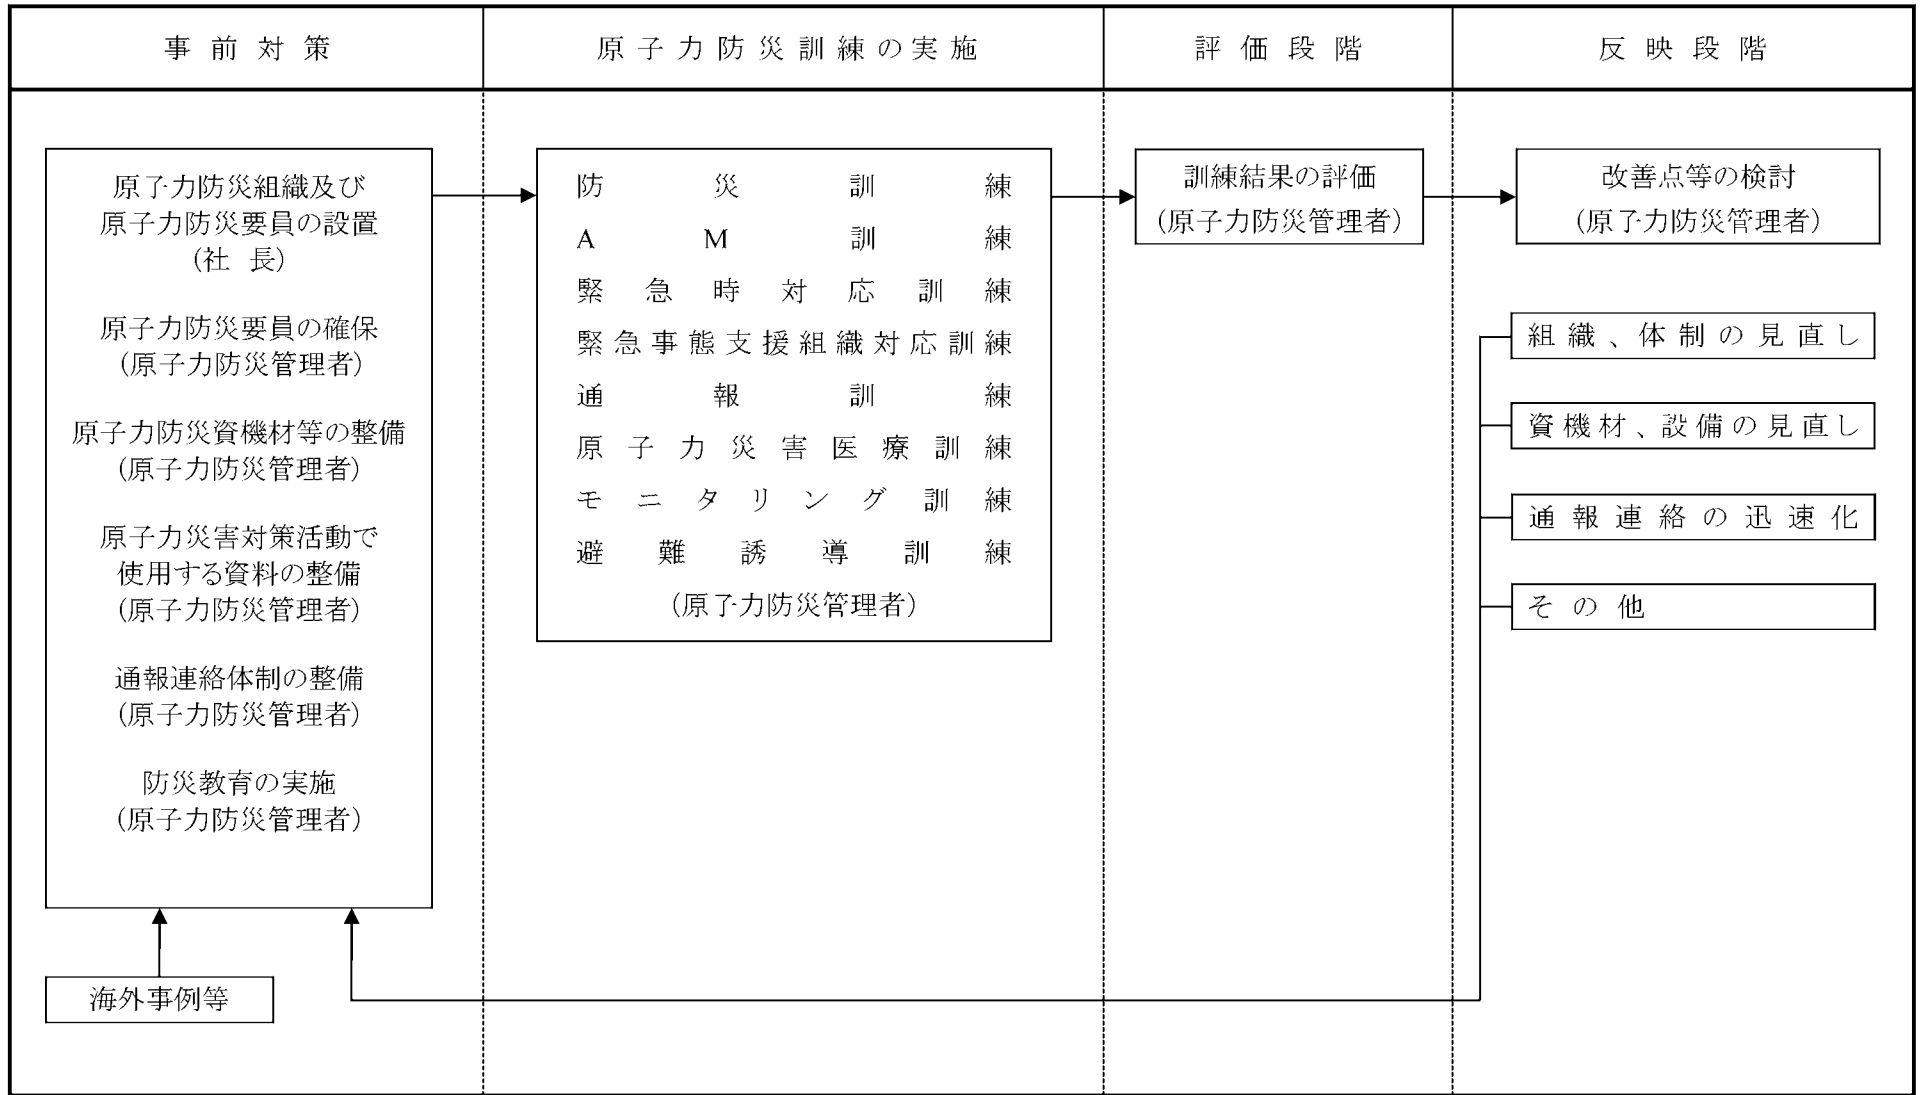 事前対策
原子力防災訓練の実施
評価段階
反映段階
原子力防災組織及び
原子力防災要員の設置
(社 長)
原子力防災要員の確保
(原子力防災管理者)
原子力防災資機材等の整備
(原子力防災管理者)
原子力災害対策活動で
使用する資料の整備
(原子力防災管理者)
通報連絡体制の整備
(原子力防災管理者)
防災教育の実施
(原子力防災管理者)
海外事例等
防災訓練
AM訓練
緊急時対応訓練
緊急事態支援組織対応訓練
通報訓練
原子力災害医療訓練
モニタリング訓練
避難誘導訓練
(原子力防災管理者)
訓練結果の評価
(原子力防災管理者)
改善点等の検討
(原子力防災管理者)
組織、体制の見直し
資機材、設備の見直し
通報連絡の迅速化
その他